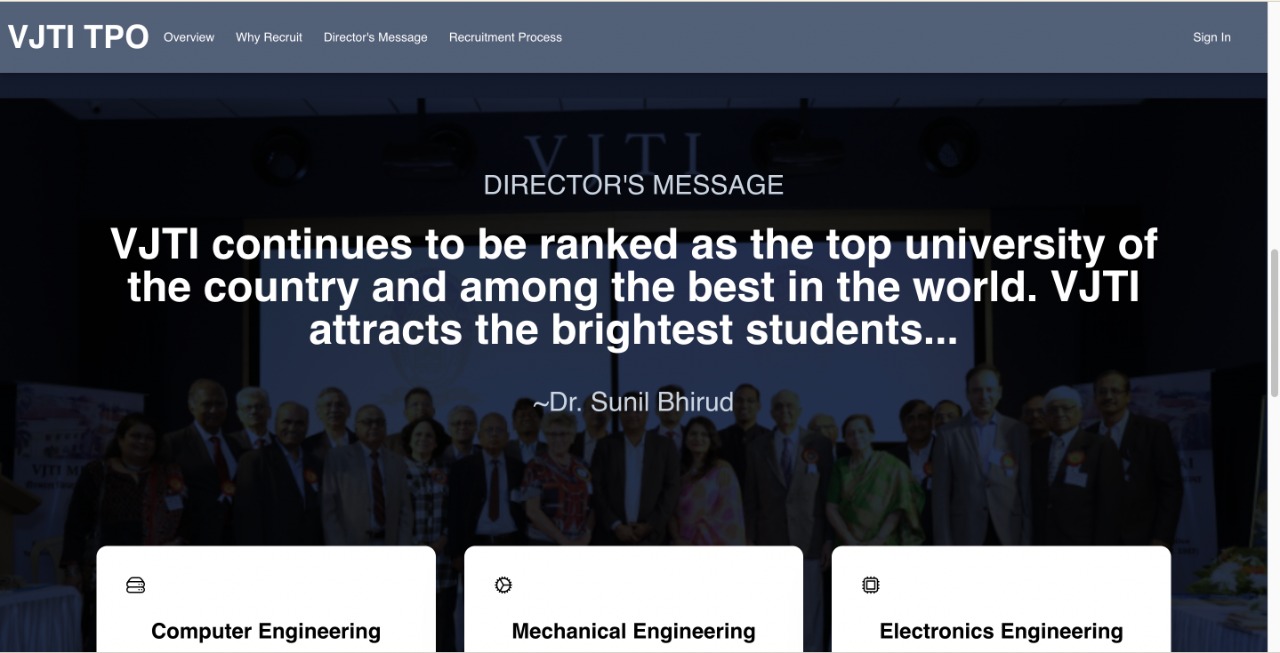 VJTI TPO Overview Why Recruit Director's Message Recruitment Process Sign In
VJTI
DIRECTOR'S MESSAGE
VJTI continues to be ranked as the top university of
the country and among the best in the world. VJTI
attracts the brightest students...
~Dr. Sunil Bhirud
Computer Engineering
Mechanical Engineering
Electronics Engineering